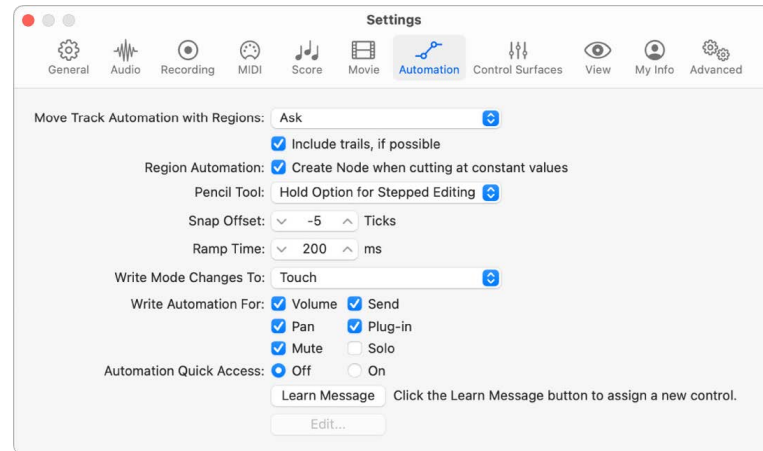 Settings
General Audio Recording MIDI Score Movie Automation Control Surfaces View My Info Advanced
Move Track Automation with Regions: Ask
Include trails, if possible
Region Automation: Create Node when cutting at constant values
Pencil Tool: Hold Option for Stepped Editing
Snap Offset: -5 Ticks
Ramp Time: 200 ms
Write Mode Changes To: Touch
Write Automation For: Volume Send
Pan Plug-in
Mute Solo
Automation Quick Access: Off On
Learn Message Click the Learn Message button to assign a new control.
Edit...